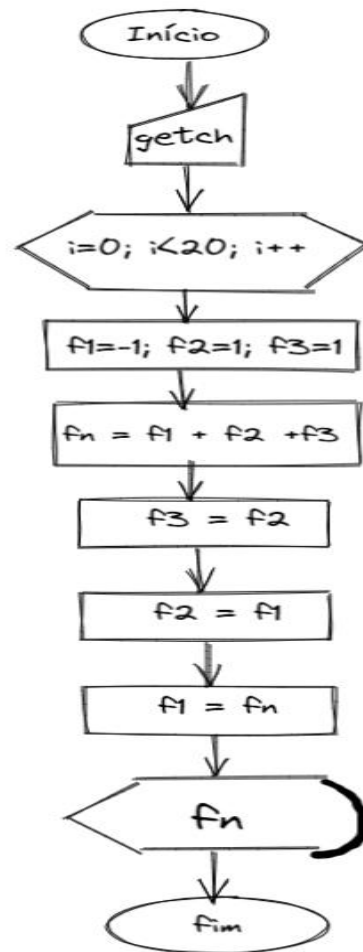 Início
getch
i=0; i<20; i++
f1=-1; f2=1; f3=1
fn = f1 + f2 +f3
f3 = f2
f2 = f1
f1 = fn
fn
fim